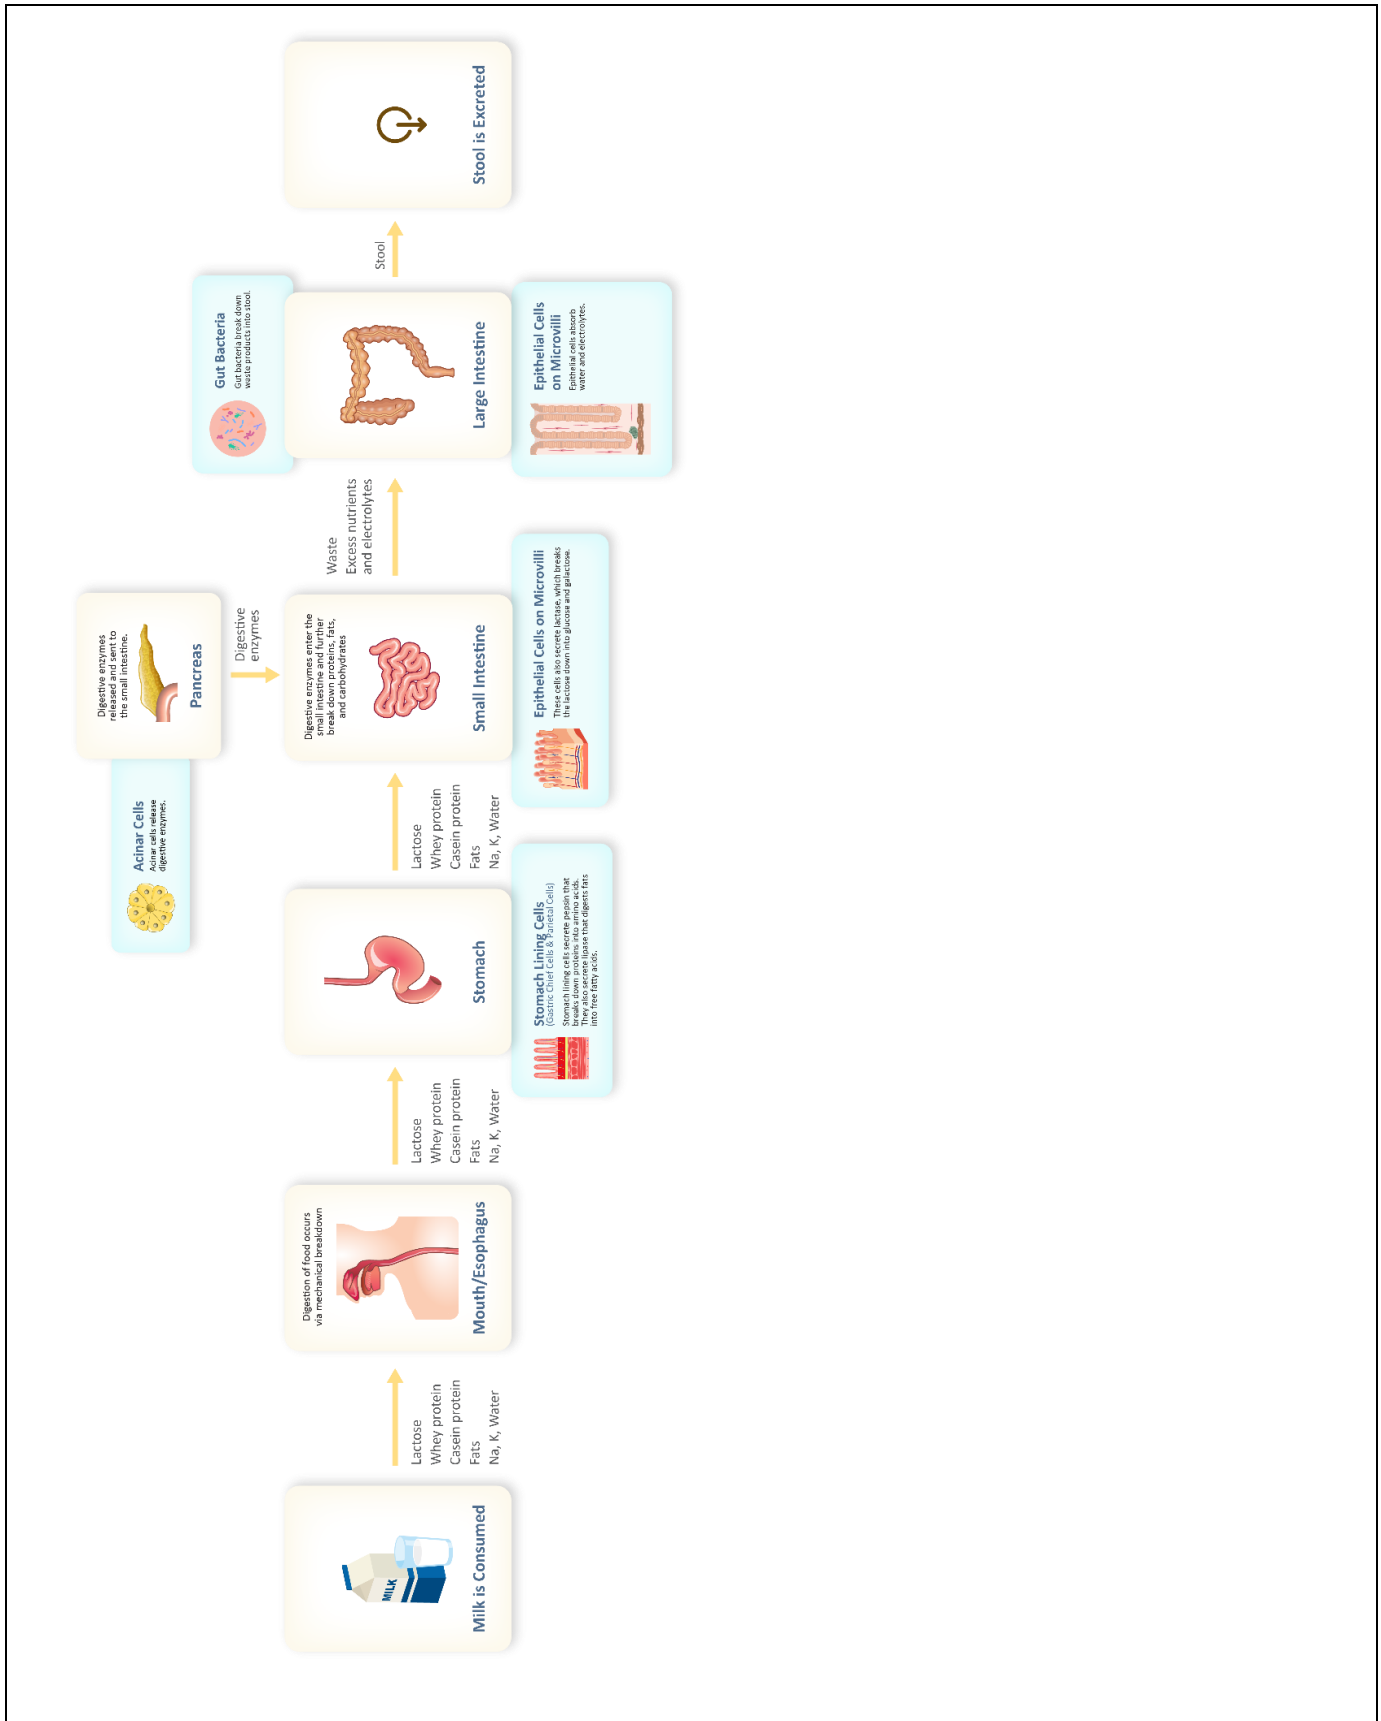 Milk is Consumed
MILK
Lactose
Whey protein
Casein protein
Fats
Na, K, Water
Digestion of food occurs
via mechanical breakdown
Mouth/Esophagus
Lactose
Whey protein
Casein protein
Fats
Na, K, Water
Stomach
Stomach Lining Cells
(Gastric Chief Cells & Parietal Cells)
Stomach lining cells secrete pepsin that
breaks down proteins into amino acids.
They also secrete lipase that digests fats
into free fatty acids.
Lactose
Whey protein
Casein protein
Fats
Na, K, Water
Acinar Cells
Acinar cells release
digestive enzymes.
Digestive enzymes
released and sent to
the small intestine.
Pancreas
Digestive
enzymes
Digestive enzymes enter the
small intestine and further
break down proteins, fats,
and carbohydrates
Small Intestine
Epithelial Cells on Microvilli
These cells also secrete lactase, which breaks
the lactose down into glucose and galactose.
Waste
Excess nutrients
and electrolytes
Gut Bacteria
Gut bacteria break down
waste products into stool.
Large Intestine
Epithelial Cells
on Microvilli
Epithelial cells absorb
water and electrolytes.
Stool
Stool is Excreted